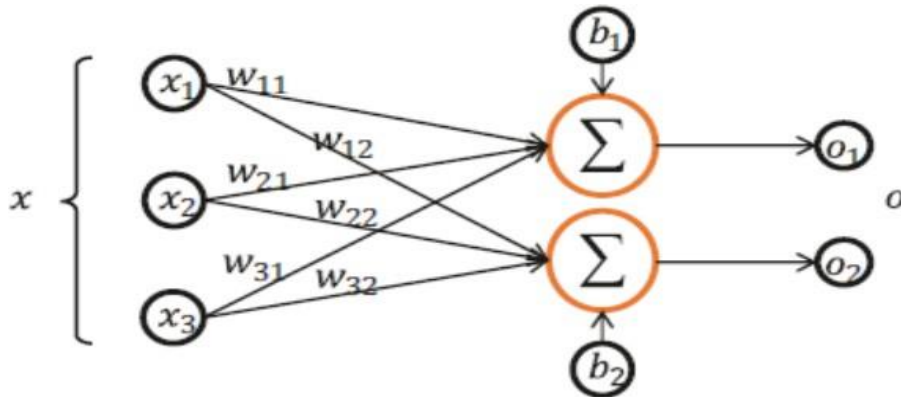 b₁
x₁ w₁₁
w₁₂ Σ o₁
x x₂ w₂₁ o
w₂₂
w₃₁ Σ o₂
x₃ w₃₂
b₂